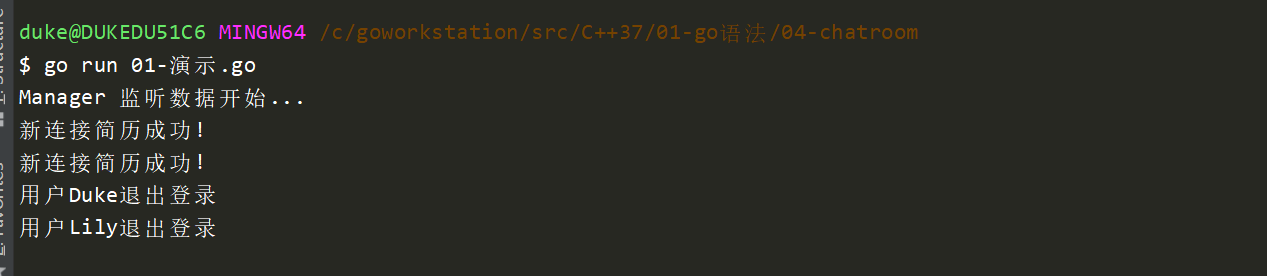 duke@DUKEDU51C6 MINGW64 /c/goworkstation/src/C++37/01-go语法/04-chatroom
$ go run 01-演示.go
Manager 监听数据开始...
新连接简历成功!
新连接简历成功!
用户Duke退出登录
用户Lily退出登录